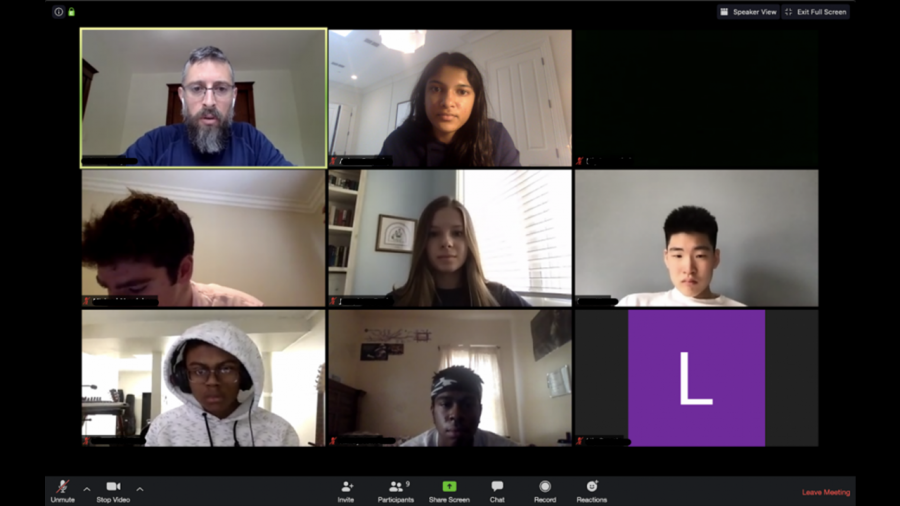 Speaker View
Exit Full Screen
L
Unmute
Stop Video
Invite
Participants
9
Share Screen
Chat
Record
Reactions
Leave Meeting